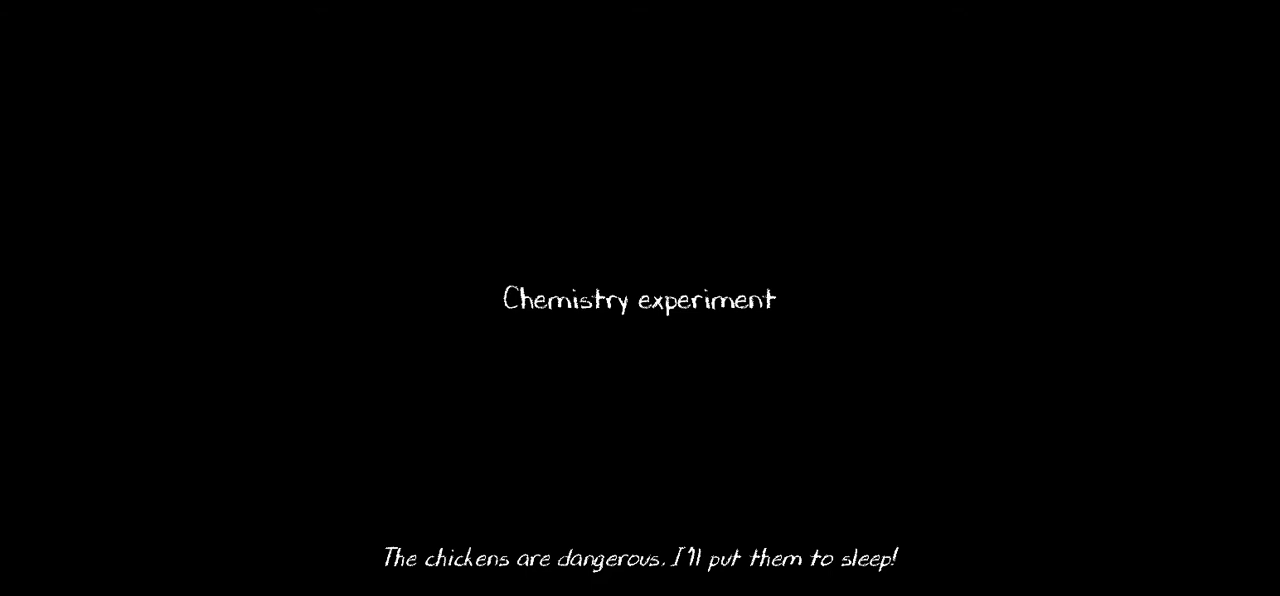 Chemistry experiment
The chickens are dangerous. I'll put them to sleep!